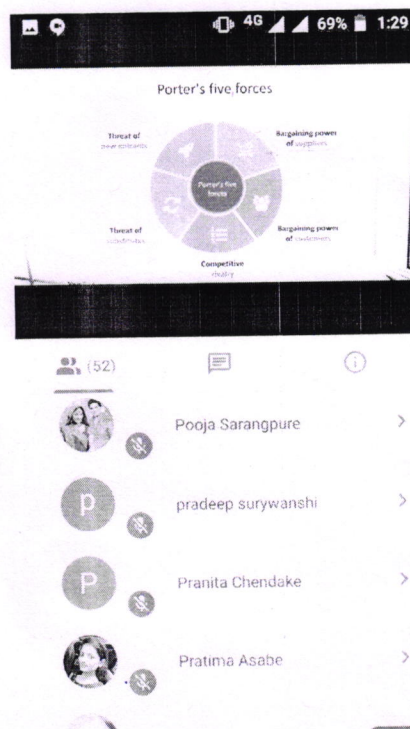 4G 69% 1:29
Porter's five forces
Threat of
new entrants
Bargaining power
of suppliers
Porter's five
forces
Threat of
substitutes
Bargaining power
of customers
Competitive
rivalry
(52)
Pooja Sarangpure
p
pradeep surywanshi
P
Pranita Chendake
Pratima Asabe